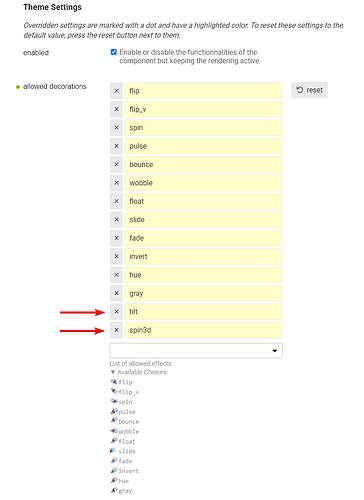 Theme Settings
Overridden settings are marked with a dot and have a highlighted color. To reset these settings to the
default value, press the reset button next to them.
enabled
Enable or disable the functionnalities of the
component but keeping the rendering active.
allowed decorations
flip
reset
flip_v
spin
pulse
bounce
wobble
float
slide
fade
invert
hue
gray
tilt
spin3d
List of allowed effects.
▼ Available Choices:
flip
flip_v
spin
pulse
bounce
wobble
float
slide
fade
invert
hue
gray